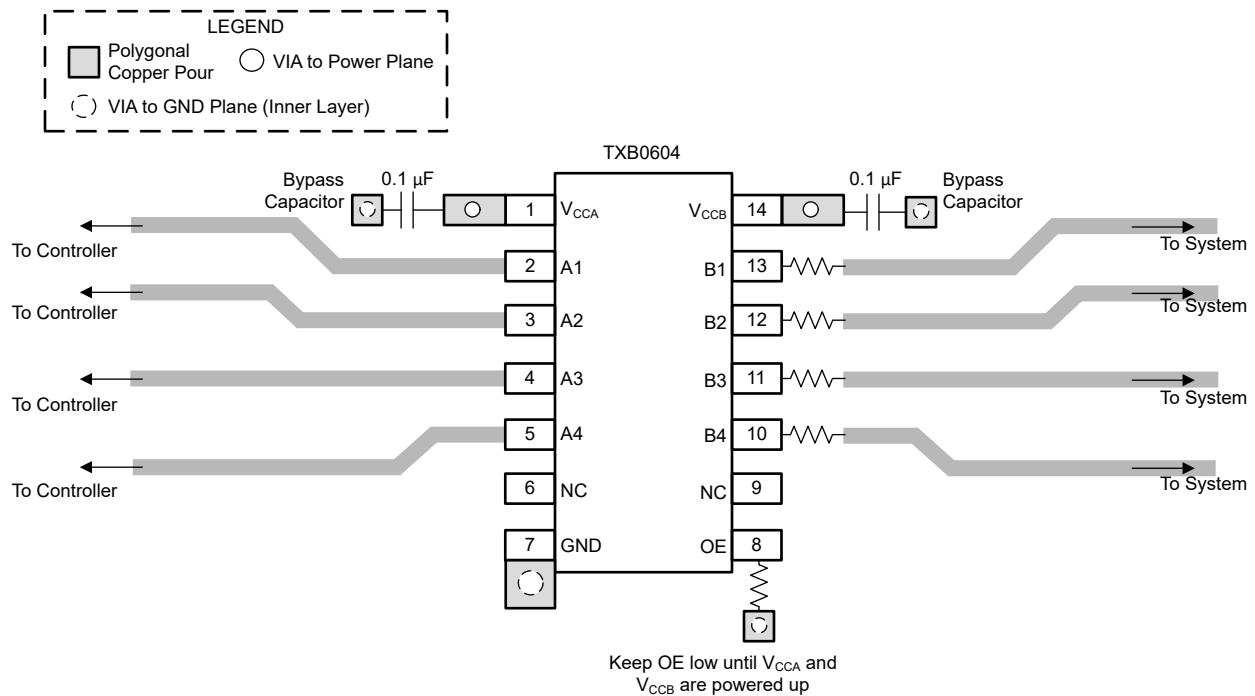 LEGEND
Polygonal
Copper Pour
VIA to Power Plane
VIA to GND Plane (Inner Layer)
TXB0604
Bypass
Capacitor
0.1 µF
0.1 µF
Bypass
Capacitor
1 VCCA
VCCB 14
To Controller
2 A1
B1 13
To System
To Controller
3 A2
B2 12
To System
To Controller
4 A3
B3 11
To System
To Controller
5 A4
B4 10
To System
6 NC
NC 9
7 GND
OE 8
Keep OE low until VCCA and
VCCB are powered up